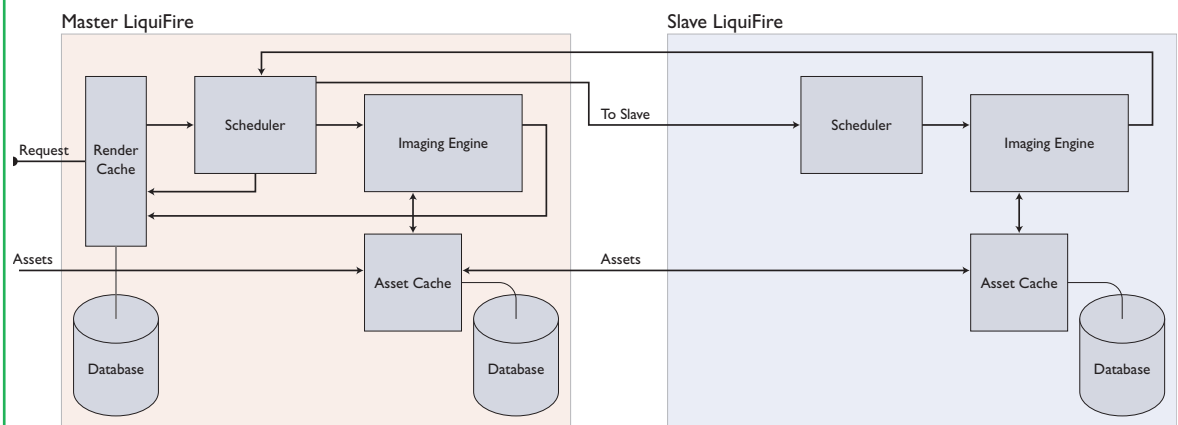 Master LiquiFire
Slave LiquiFire
Request
Render
Cache
Scheduler
Imaging Engine
To Slave
Scheduler
Imaging Engine
Assets
Asset Cache
Assets
Asset Cache
Database
Database
Database